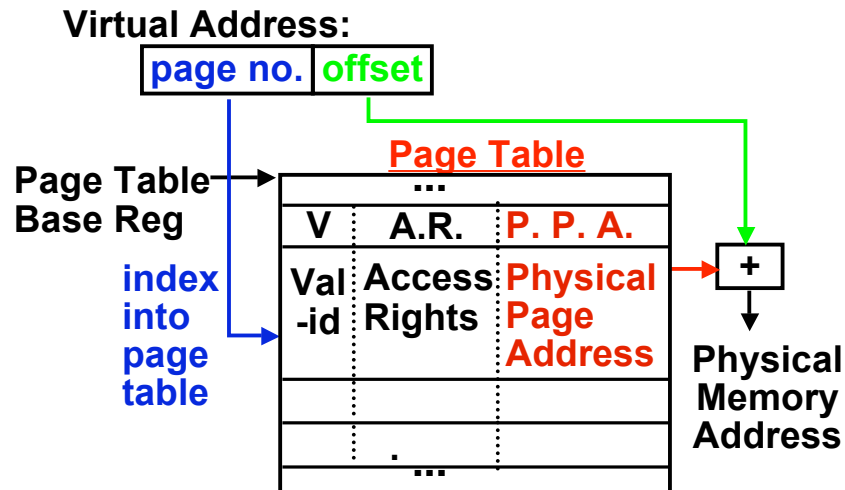 Virtual Address:
page no. offset
Page Table
Page Table
Base Reg
...
V A.R. P. P. A.
Val
-id
Access
Rights
Physical
Page
Address
+
index
into
page
table
Physical
Memory
Address
.
...